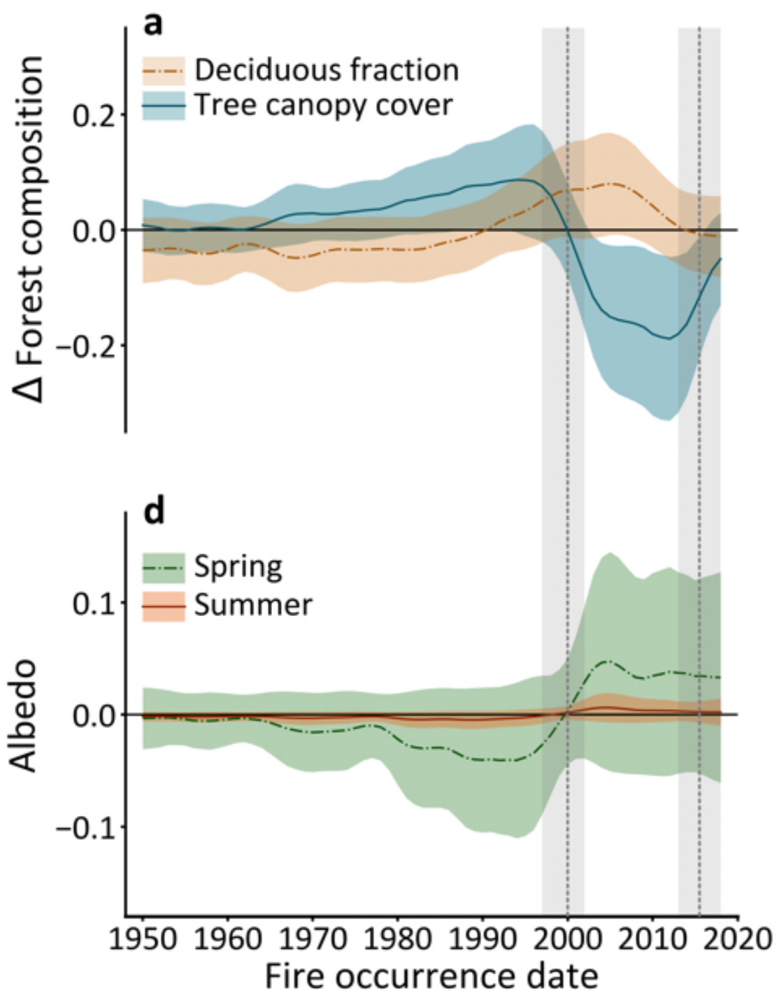 a
Deciduous fraction
Tree canopy cover
0.2
0.0
−0.2
Δ Forest composition
d
Spring
Summer
0.1
0.0
−0.1
Albedo
1950 1960 1970 1980 1990 2000 2010 2020
Fire occurrence date